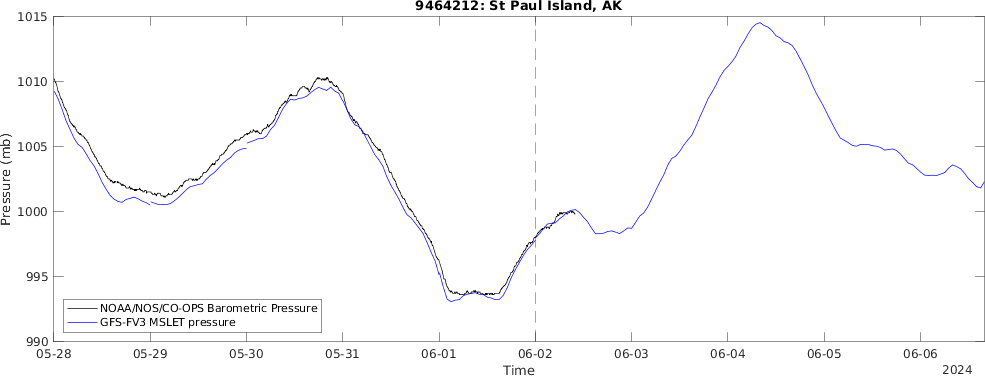 9464212: St Paul Island, AK
Pressure (mb)
1015
1010
1005
1000
995
990
NOAA/NOS/CO-OPS Barometric Pressure
GFS-FV3 MSLET pressure
05-28 05-29 05-30 05-31 06-01 06-02 06-03 06-04 06-05 06-06
Time
2024